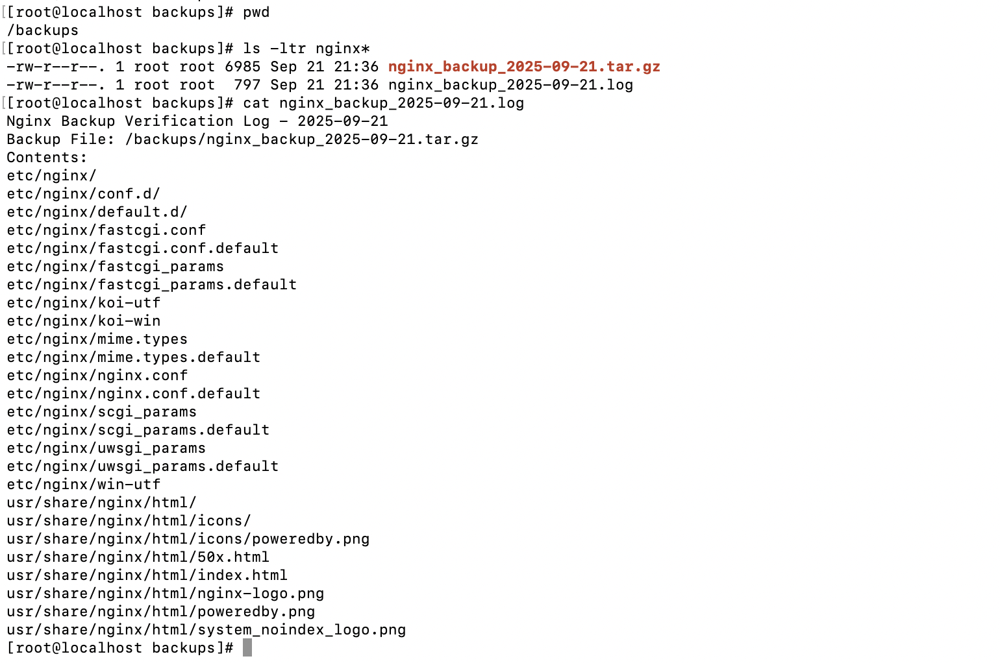 [[root@localhost backups]# pwd
/backups
[[root@localhost backups]# ls -ltr nginx*
-rw-r--r--. 1 root root 6985 Sep 21 21:36 nginx_backup_2025-09-21.tar.gz
-rw-r--r--. 1 root root  797 Sep 21 21:36 nginx_backup_2025-09-21.log
[[root@localhost backups]# cat nginx_backup_2025-09-21.log
Nginx Backup Verification Log - 2025-09-21
Backup File: /backups/nginx_backup_2025-09-21.tar.gz
Contents:
etc/nginx/
etc/nginx/conf.d/
etc/nginx/default.d/
etc/nginx/fastcgi.conf
etc/nginx/fastcgi.conf.default
etc/nginx/fastcgi_params
etc/nginx/fastcgi_params.default
etc/nginx/koi-utf
etc/nginx/koi-win
etc/nginx/mime.types
etc/nginx/mime.types.default
etc/nginx/nginx.conf
etc/nginx/nginx.conf.default
etc/nginx/scgi_params
etc/nginx/scgi_params.default
etc/nginx/uwsgi_params
etc/nginx/uwsgi_params.default
etc/nginx/win-utf
usr/share/nginx/html/
usr/share/nginx/html/icons/
usr/share/nginx/html/icons/poweredby.png
usr/share/nginx/html/50x.html
usr/share/nginx/html/index.html
usr/share/nginx/html/nginx-logo.png
usr/share/nginx/html/poweredby.png
usr/share/nginx/html/system_noindex_logo.png
[root@localhost backups]#